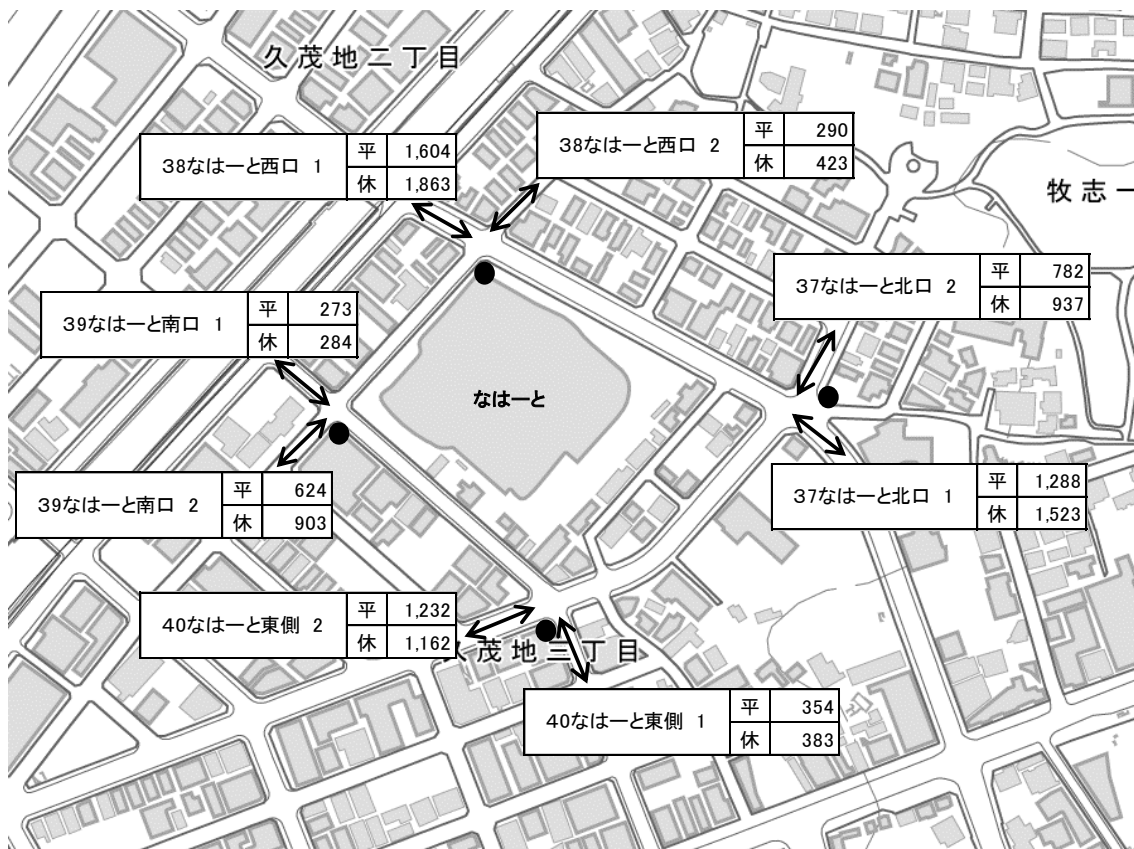 久茂地二丁目
38なはーと西口 2
平 290
休 423
38なはーと西口 1
平 1,604
休 1,863
牧志一
37なはーと北口 2
平 782
休 937
39なはーと南口 1
平 273
休 284
なはーと
39なはーと南口 2
平 624
休 903
37なはーと北口 1
平 1,288
休 1,523
40なはーと東側 2
平 1,232
休 1,162
久茂地三丁目
40なはーと東側 1
平 354
休 383